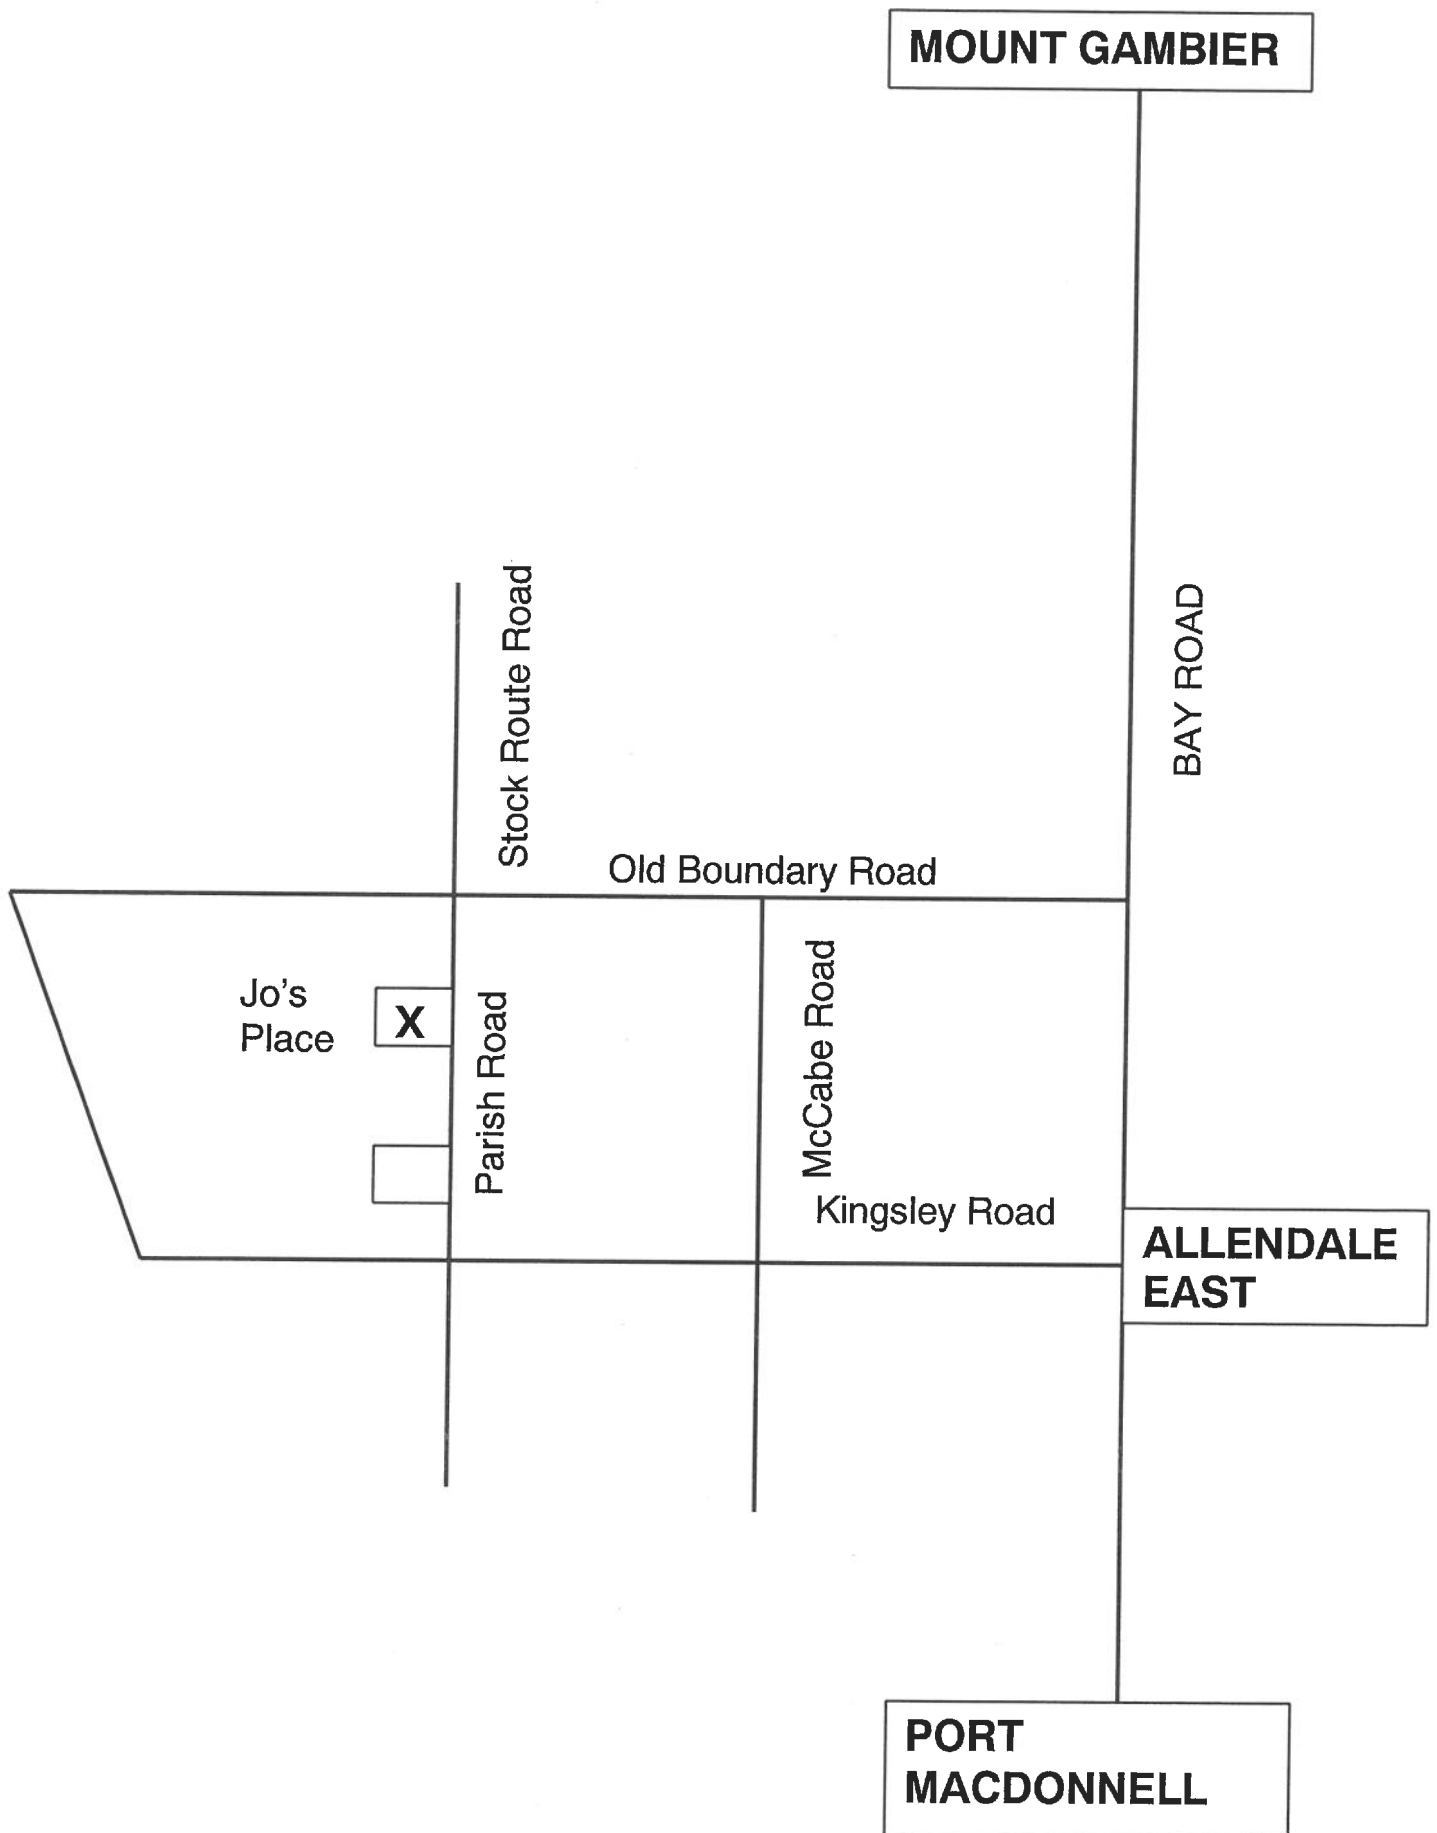 MOUNT GAMBIER
Stock Route Road
BAY ROAD
Old Boundary Road
Jo's
Place
X
Parish Road
McCabe Road
Kingsley Road
ALLENDALE
EAST
PORT
MACDONNELL